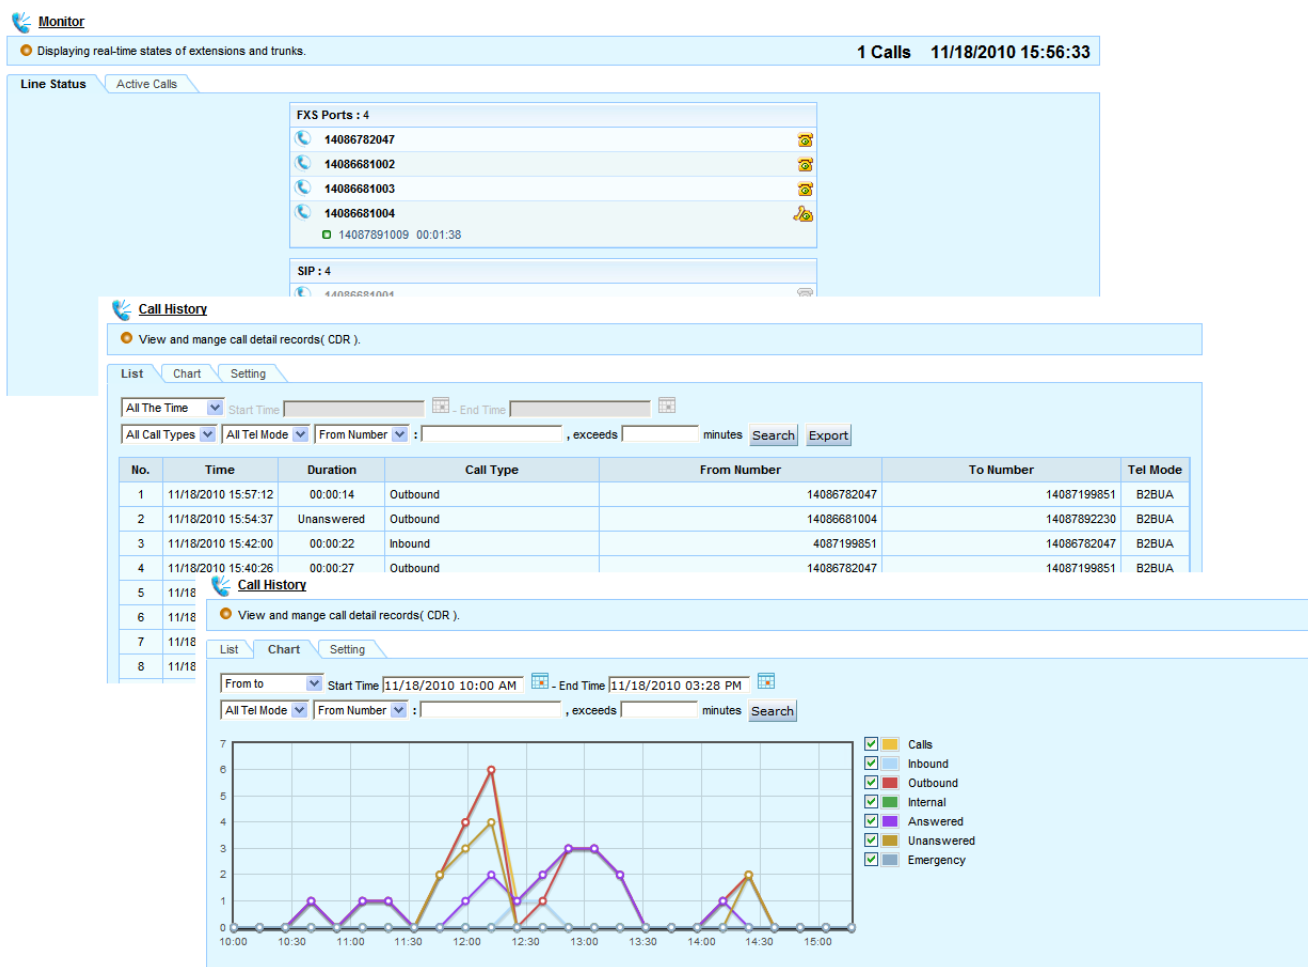 Monitor
Displaying real-time states of extensions and trunks. 1 Calls 11/18/2010 15:56:33
Line Status Active Calls
FXS Ports : 4
14086782047
14086681002
14086681003
14086681004
14087891009 00:01:38
SIP : 4
14086681001
Call History
View and mange call detail records( CDR ).
List Chart Setting
All The Time Start Time - End Time
All Call Types All Tel Mode From Number : , exceeds minutes Search Export
No. Time Duration Call Type From Number To Number Tel Mode
1 11/18/2010 15:57:12 00:00:14 Outbound 14086782047 14087199851 B2BUA
2 11/18/2010 15:54:37 Unanswered Outbound 14086681004 14087892230 B2BUA
3 11/18/2010 15:42:00 00:00:22 Inbound 4087199851 14086782047 B2BUA
4 11/18/2010 15:40:26 00:00:27 Outbound 14086782047 14087199851 B2BUA
5 11/18
6 11/18
7 11/18
8 11/18
Call History
View and mange call detail records( CDR ).
List Chart Setting
From to Start Time 11/18/2010 10:00 AM - End Time 11/18/2010 03:28 PM
All Tel Mode From Number : , exceeds minutes Search
7
6
5
4
3
2
1
0
10:00 10:30 11:00 11:30 12:00 12:30 13:00 13:30 14:00 14:30 15:00
Calls
Inbound
Outbound
Internal
Answered
Unanswered
Emergency